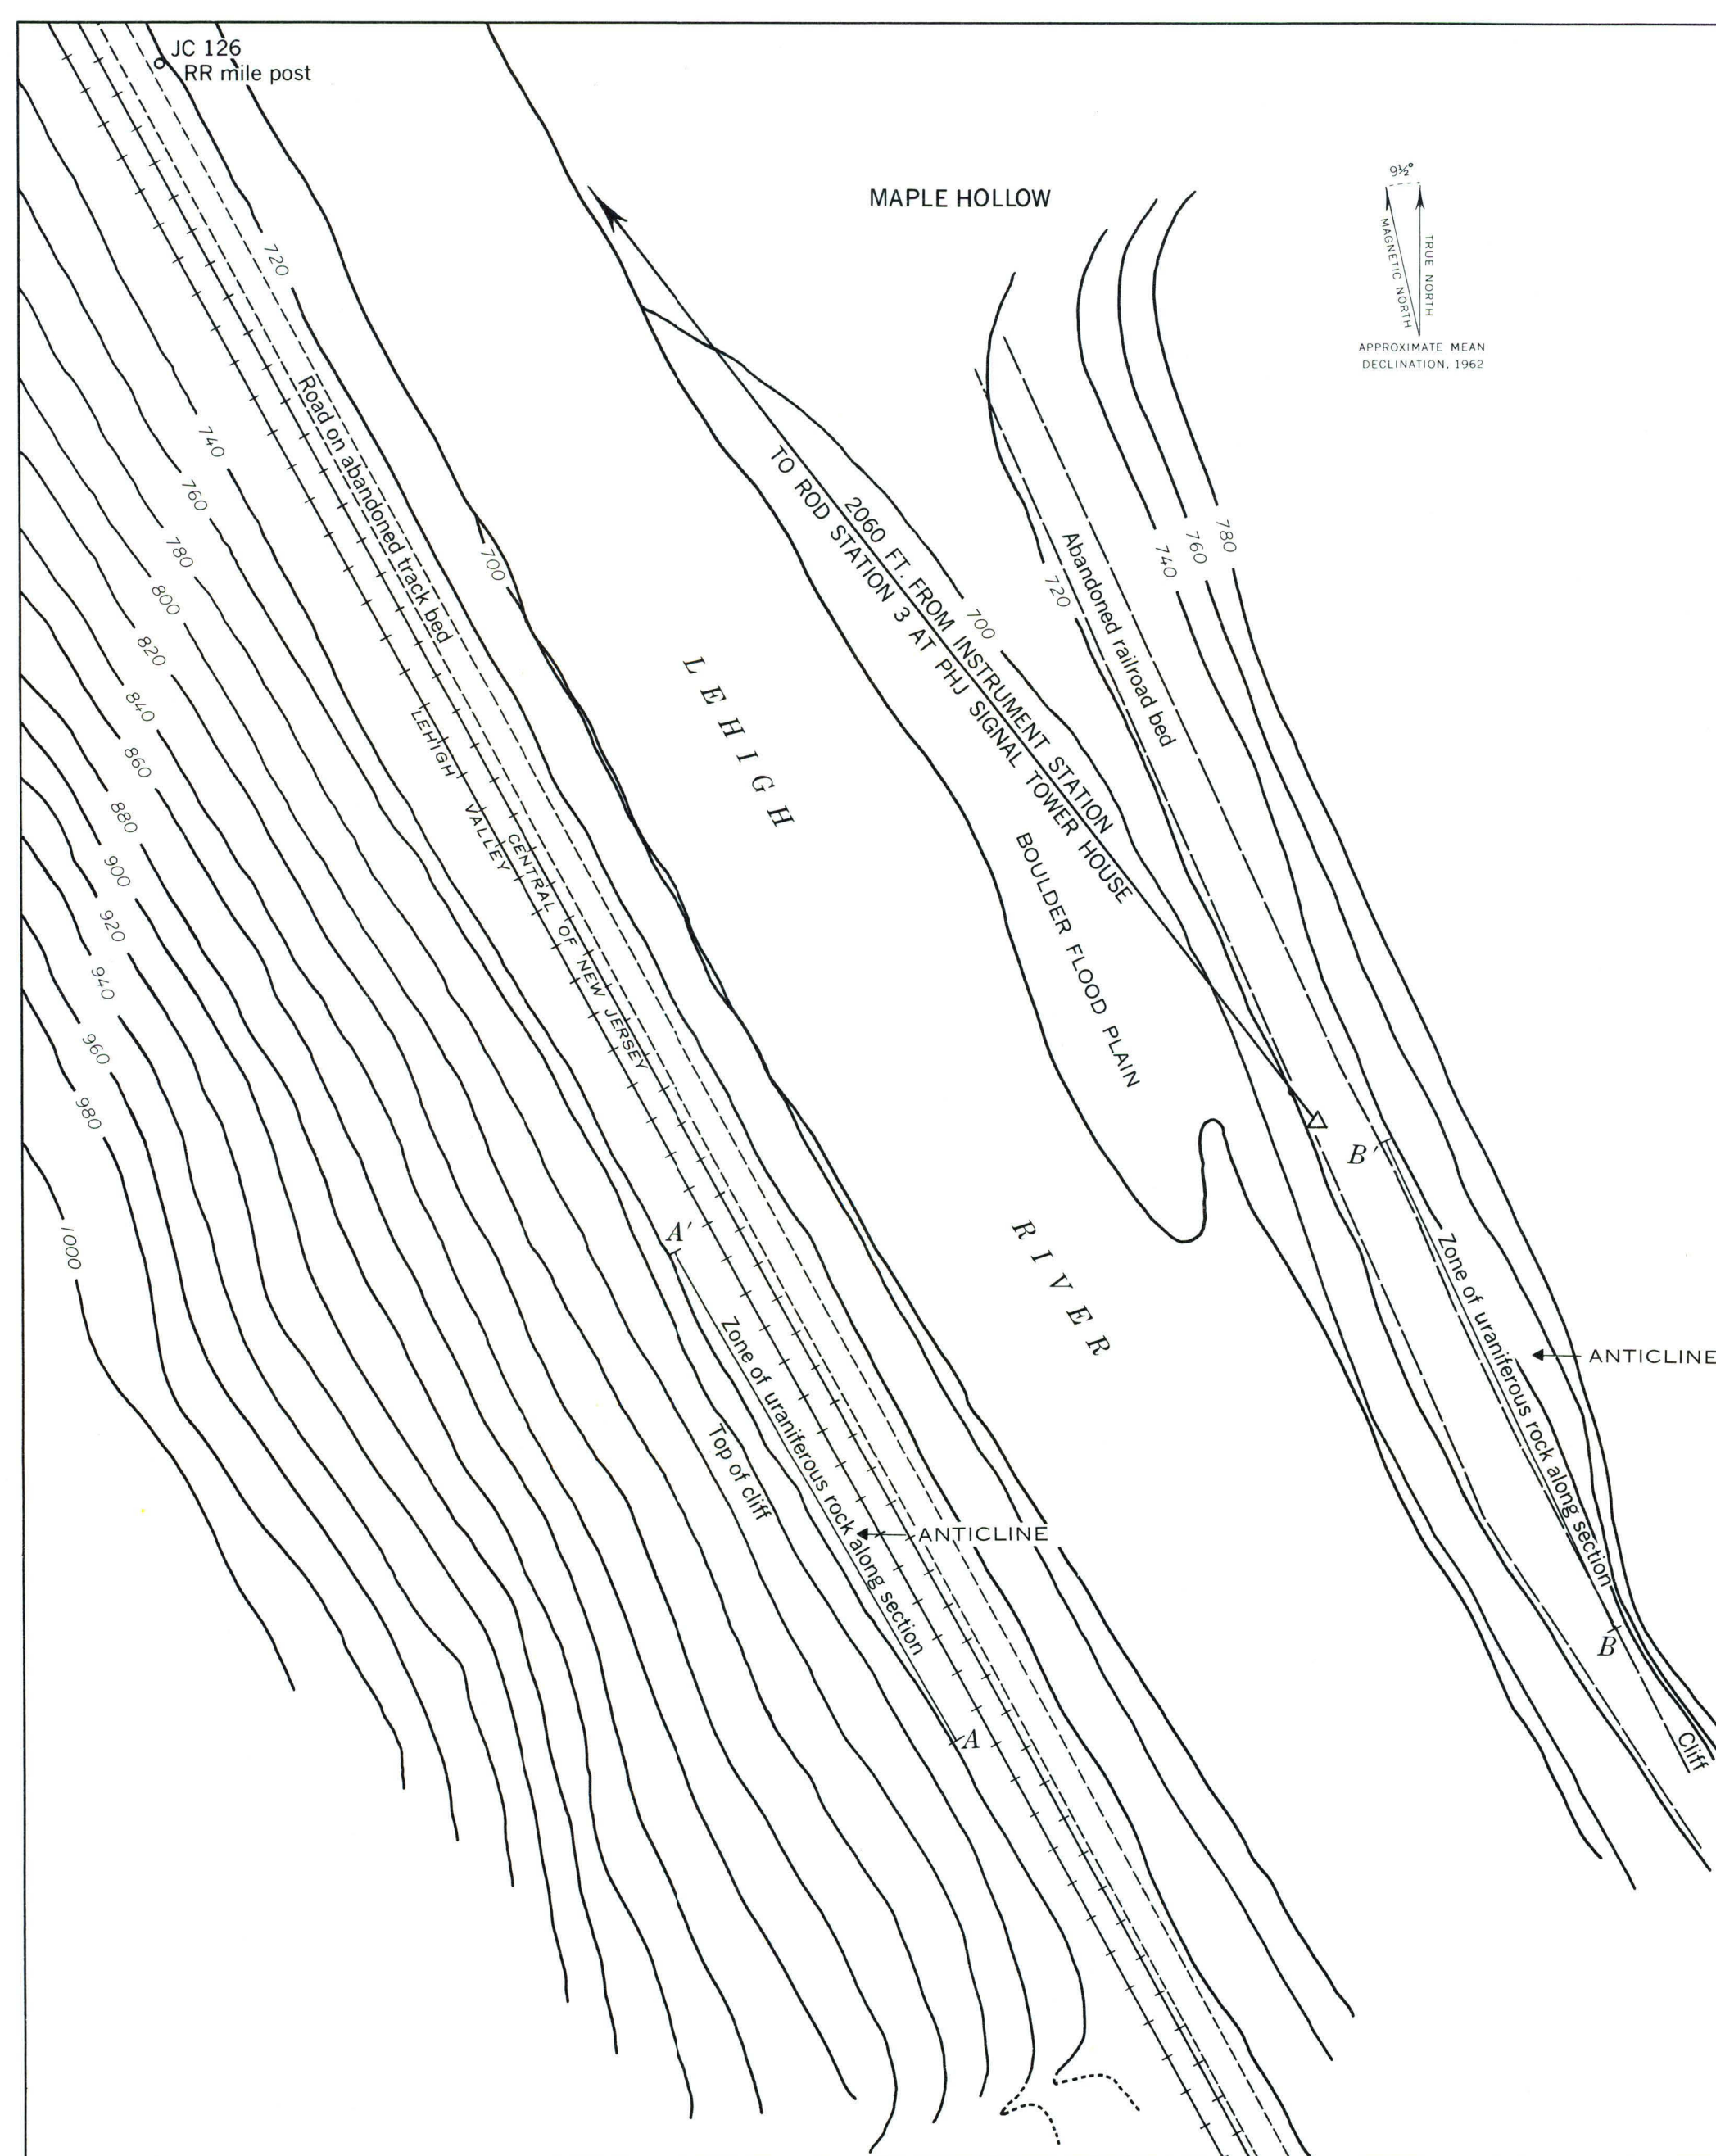 JC 126
RR mile post
MAPLE HOLLOW
9½°
MAGNETIC NORTH
TRUE NORTH
APPROXIMATE MEAN
DECLINATION, 1962
720
740
760
780
800
820
840
860
880
900
920
940
960
980
1000
Road on abandoned track bed
LEHIGH VALLEY
CENTRAL OF NEW JERSEY
700
LEHIGH
RIVER
2060 FT. FROM INSTRUMENT STATION
TO ROD STATION 3 AT PHJ SIGNAL TOWER HOUSE
BOULDER FLOOD PLAIN
700
720
740
760
780
Abandoned railroad bed
A′
Zone of uraniferous rock along section
Top of cliff
ANTICLINE
A
B′
Zone of uraniferous rock along section
ANTICLINE
B
Cliff